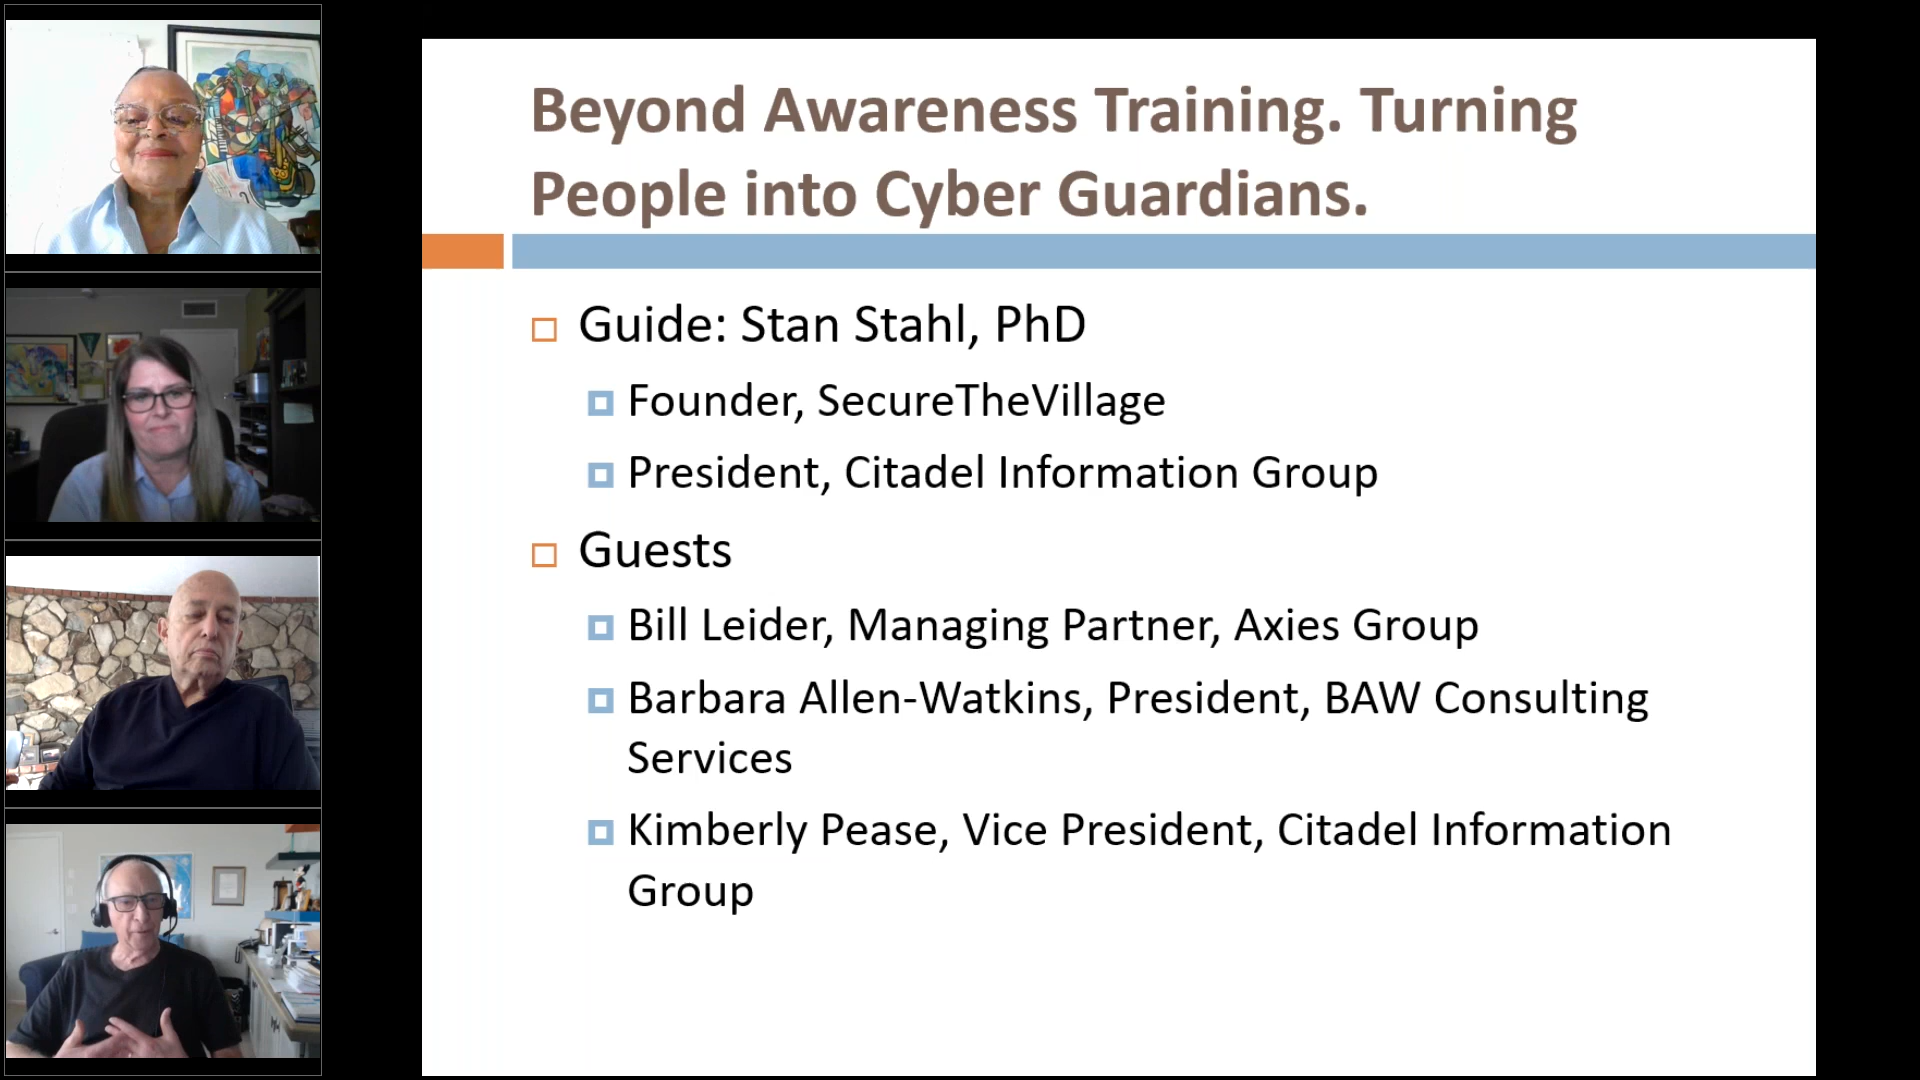 Beyond Awareness Training. Turning
People into Cyber Guardians.
Guide: Stan Stahl, PhD
Founder, SecureTheVillage
President, Citadel Information Group
Guests
Bill Leider, Managing Partner, Axies Group
Barbara Allen-Watkins, President, BAW Consulting
Services
Kimberly Pease, Vice President, Citadel Information
Group